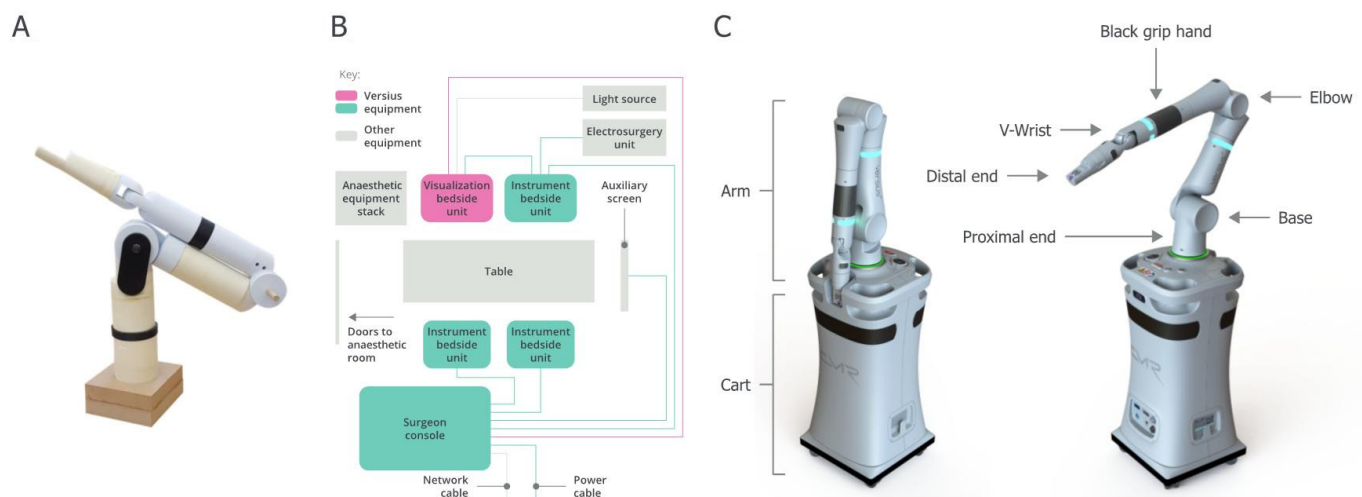 A
B
Key:
Versius
equipment
Other
equipment
Light source
Electrosurgery
unit
Anaesthetic
equipment
stack
Visualization
bedside
unit
Instrument
bedside
unit
Auxiliary
screen
Table
Doors to
anaesthetic
room
Instrument
bedside
unit
Instrument
bedside
unit
Surgeon
console
Network
cable
Power
cable
C
Black grip hand
Elbow
V-Wrist
Distal end
Arm
Base
Proximal end
Cart
CMR